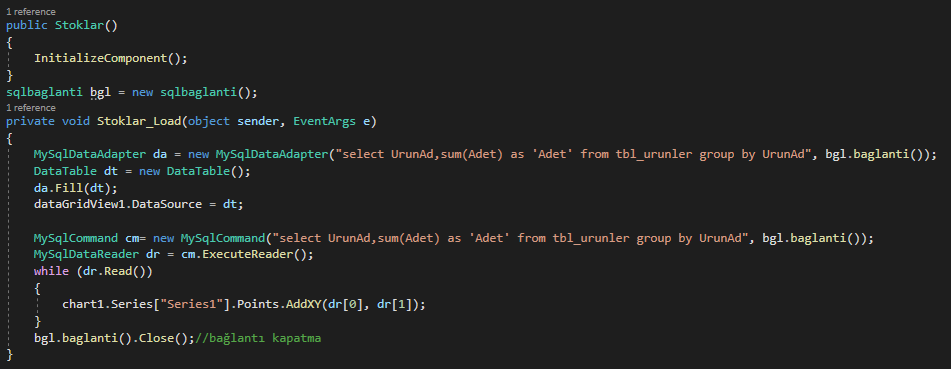 1 reference
public Stoklar()
{
InitializeComponent();
}
sqlbaglanti bgl = new sqlbaglanti();
1 reference
private void Stoklar_Load(object sender, EventArgs e)
{
MySqlDataAdapter da = new MySqlDataAdapter("select UrunAd,sum(Adet) as 'Adet' from tbl_urunler group by UrunAd", bgl.baglanti());
DataTable dt = new DataTable();
da.Fill(dt);
dataGridView1.DataSource = dt;
MySqlCommand cm= new MySqlCommand("select UrunAd,sum(Adet) as 'Adet' from tbl_urunler group by UrunAd", bgl.baglanti());
MySqlDataReader dr = cm.ExecuteReader();
while (dr.Read())
{
chart1.Series["Series1"].Points.AddXY(dr[0], dr[1]);
}
bgl.baglanti().Close();//bağlantı kapatma
}